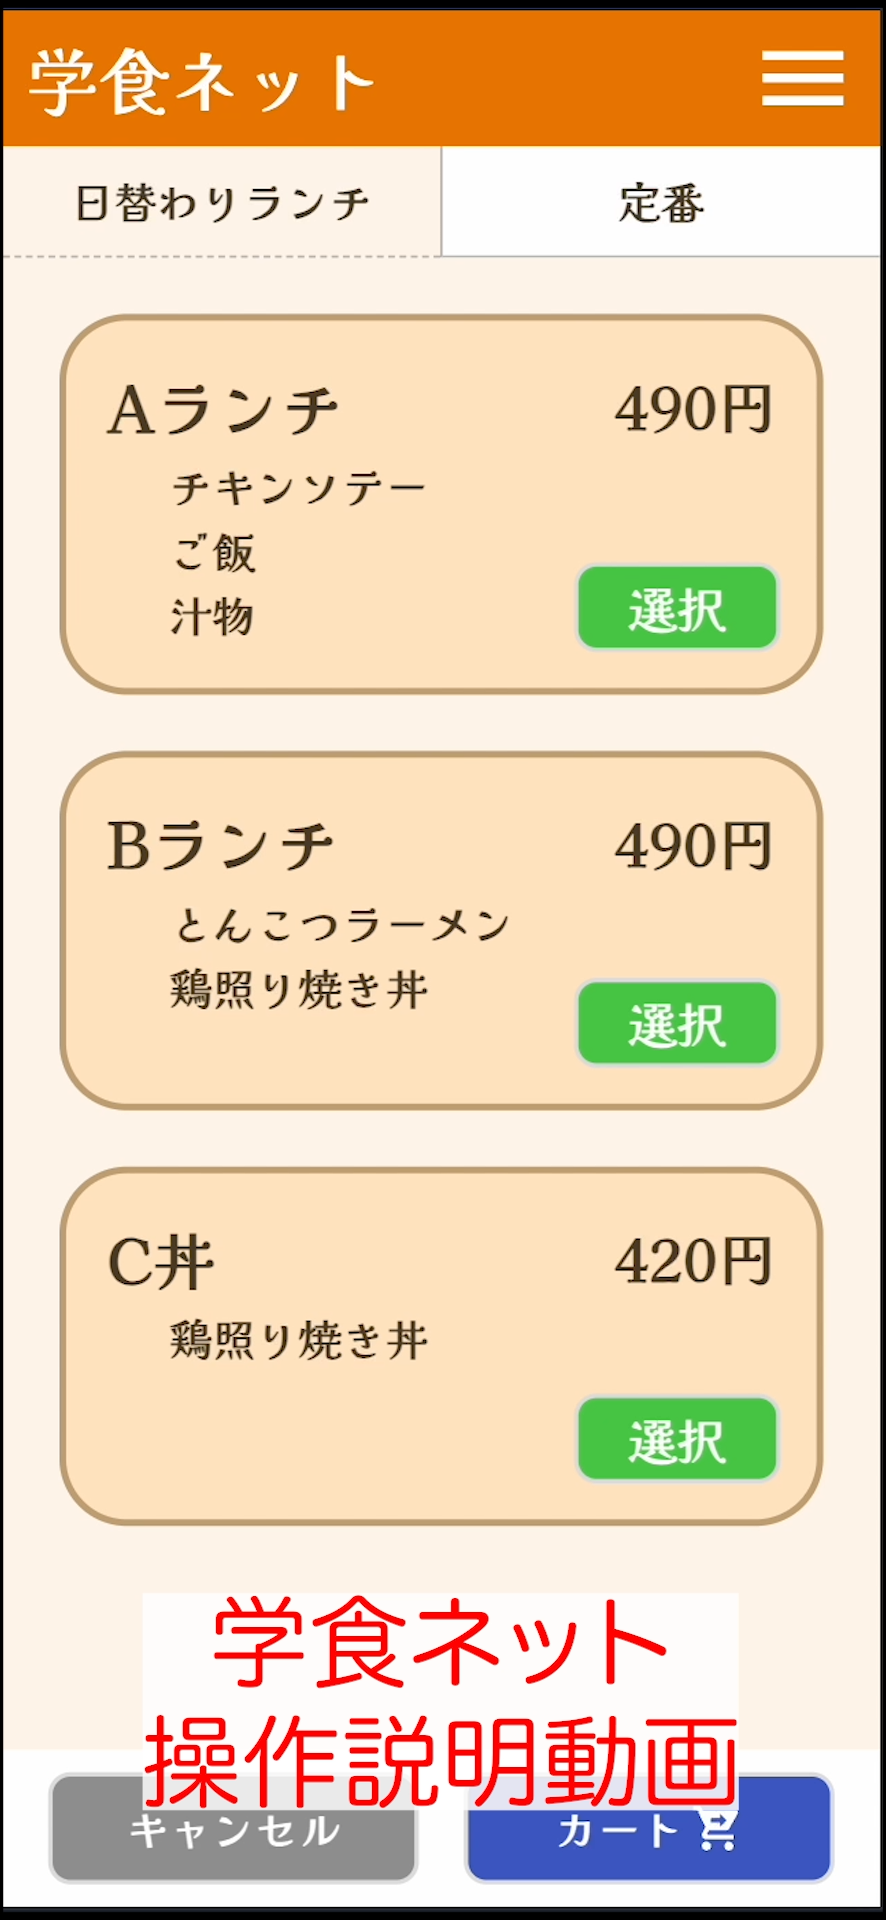 学食ネット
日替わりランチ
定番
Aランチ 490円
チキンソテー
ご飯
汁物
選択
Bランチ 490円
とんこつラーメン
鶏照り焼き丼
選択
C丼 420円
鶏照り焼き丼
選択
学食ネット
操作説明動画
キャンセル
カート